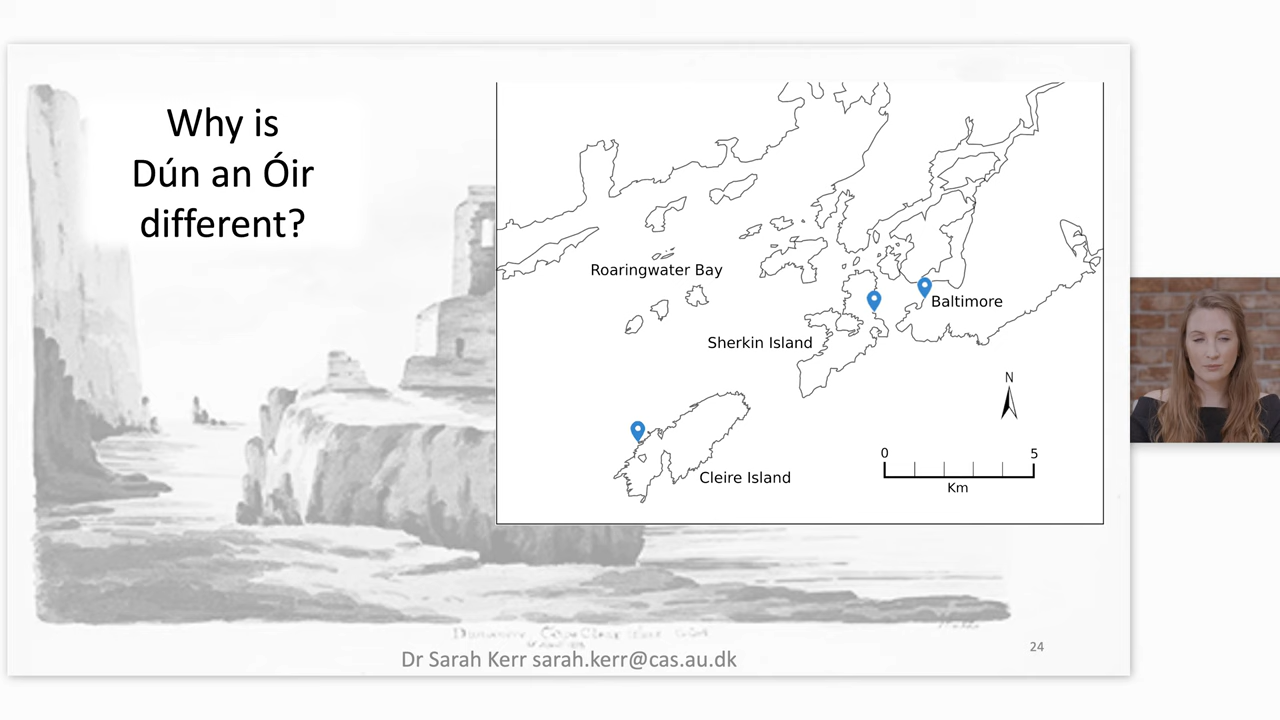 Why is
Dún an Óir
different?
Roaringwater Bay
Baltimore
Sherkin Island
N
0 5
Km
Cleire Island
Dr Sarah Kerr sarah.kerr@cas.au.dk
24